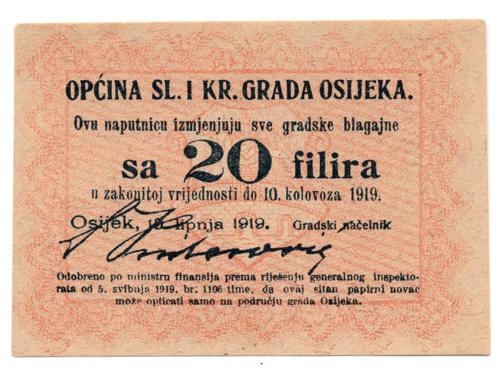 OPĆINA SL. I KR. GRADA OSIJEKA.
Ovu naputnicu izmjenjuju sve gradske blagajne
sa 20 filira
u zakonitoj vrijednosti do 10. kolovoza 1919.
Osijek, lipnja 1919. Gradski načelnik
Odobreno po ministru finansija prema riješenju generalnog inspekto-
rata od 5. svibnja 1919. br. 1106 time, da ovaj sitan papirni novac
može opticati samo na području grada Osijeka.